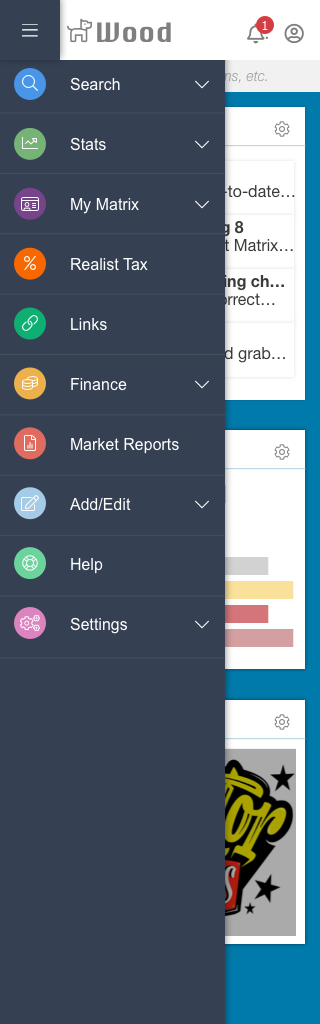 Wood
1
ns, etc.
Search
Stats
-to-date…
My Matrix
g 8
t Matrix…
Realist Tax
ing ch…
orrect…
Links
d grab…
Finance
Market Reports
Add/Edit
Help
Settings